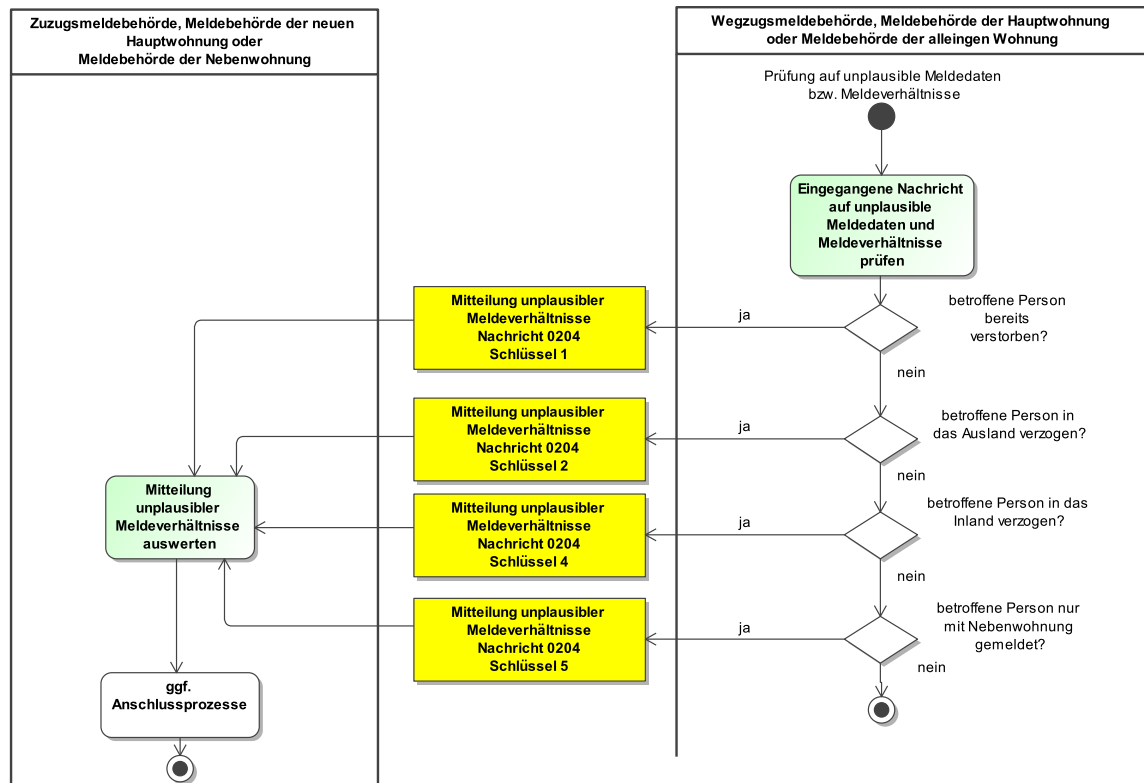 Zuzugsmeldebehörde, Meldebehörde der neuen
Hauptwohnung oder
Meldebehörde der Nebenwohnung
Wegzugsmeldebehörde, Meldebehörde der Hauptwohnung
oder Meldebehörde der alleingen Wohnung
Prüfung auf unplausible Meldedaten
bzw. Meldeverhältnisse
Eingegangene Nachricht
auf unplausible
Meldedaten und
Meldeverhältnisse
prüfen
Mitteilung unplausibler
Meldeverhältnisse
Nachricht 0204
Schlüssel 1
ja
betroffene Person
bereits
verstorben?
nein
Mitteilung unplausibler
Meldeverhältnisse
Nachricht 0204
Schlüssel 2
ja
betroffene Person in
das Ausland verzogen?
nein
Mitteilung
unplausibler
Meldeverhältnisse
auswerten
Mitteilung unplausibler
Meldeverhältnisse
Nachricht 0204
Schlüssel 4
ja
betroffene Person in das
Inland verzogen?
nein
Mitteilung unplausibler
Meldeverhältnisse
Nachricht 0204
Schlüssel 5
ja
betroffene Person nur
mit Nebenwohnung
gemeldet?
nein
ggf.
Anschlussprozesse